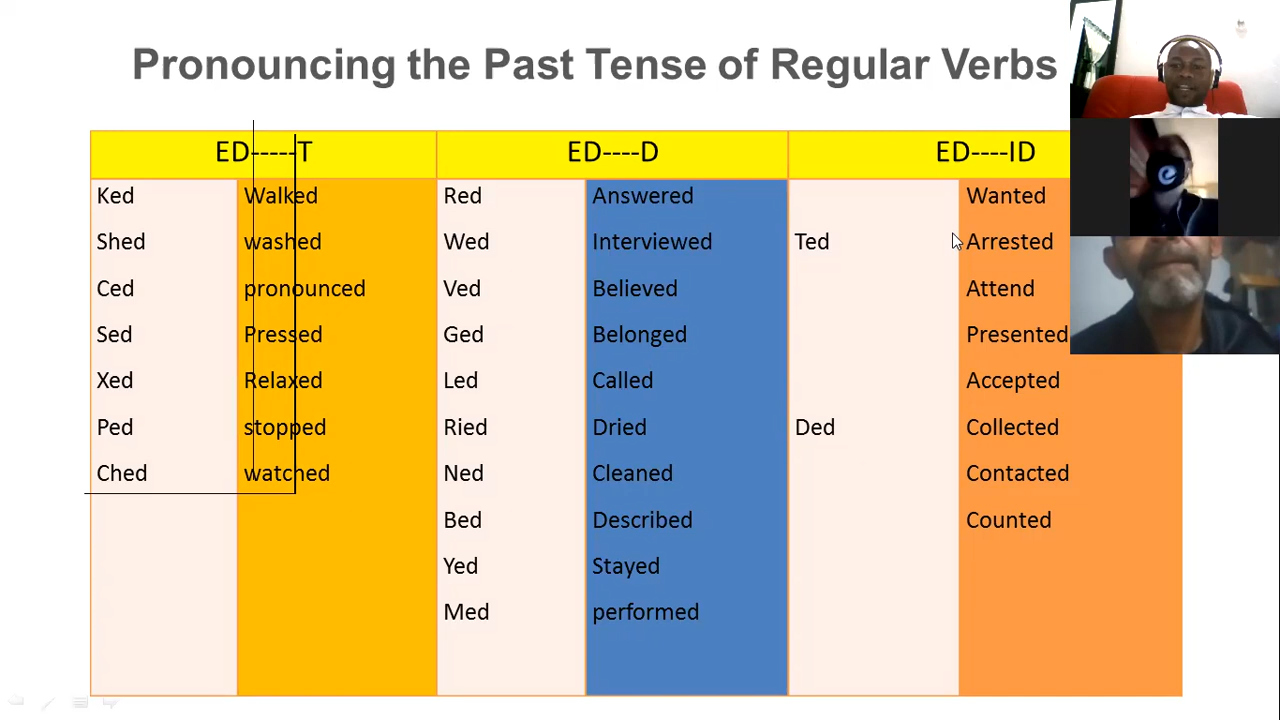 Pronouncing the Past Tense of Regular Verbs
ED-----T ED----D ED----ID
Ked Walked Red Answered Wanted
Shed washed Wed Interviewed Ted Arrested
Ced pronounced Ved Believed Attend
Sed Pressed Ged Belonged Presented
Xed Relaxed Led Called Accepted
Ped stopped Ried Dried Ded Collected
Ched watched Ned Cleaned Contacted
Bed Described Counted
Yed Stayed
Med performed